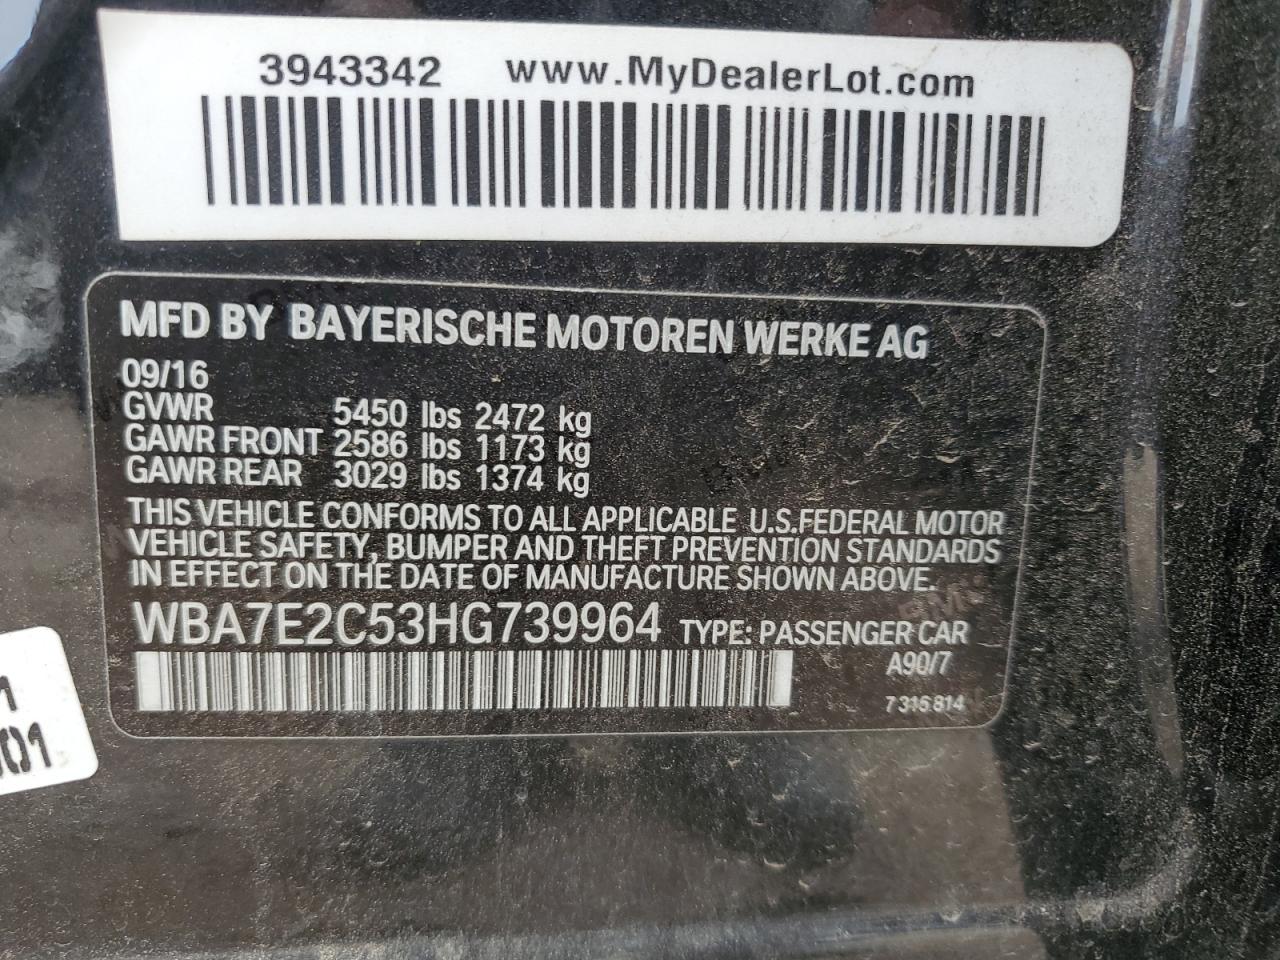 3943342 www.MyDealerLot.com
MFD BY BAYERISCHE MOTOREN WERKE AG
09/16
GVWR 5450 lbs 2472 kg
GAWR FRONT 2586 lbs 1173 kg
GAWR REAR 3029 lbs 1374 kg
THIS VEHICLE CONFORMS TO ALL APPLICABLE U.S.FEDERAL MOTOR
VEHICLE SAFETY, BUMPER AND THEFT PREVENTION STANDARDS
IN EFFECT ON THE DATE OF MANUFACTURE SHOWN ABOVE.
WBA7E2C53HG739964 TYPE: PASSENGER CAR
A90/7
7 316 814
1
001